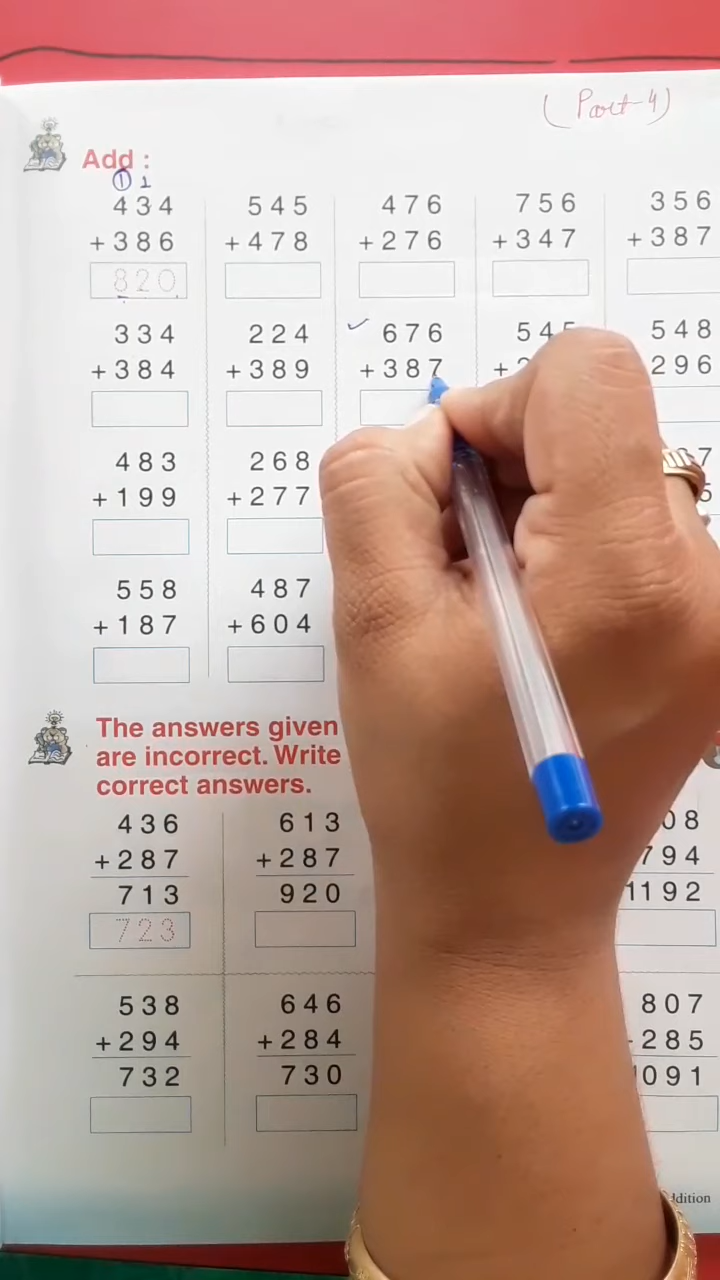 (Part-4)
Add :
1 1
434 545 476 756 356
+386 +478 +276 +347 +387
820
334 224 676 548
+384 +389 +387 296
483 268
+199 +277
558 487
+187 +604
The answers given
are incorrect. Write
correct answers.
436 613
+287 +287 794
713 920 1192
723
538 646 807
+294 +284 285
732 730 091